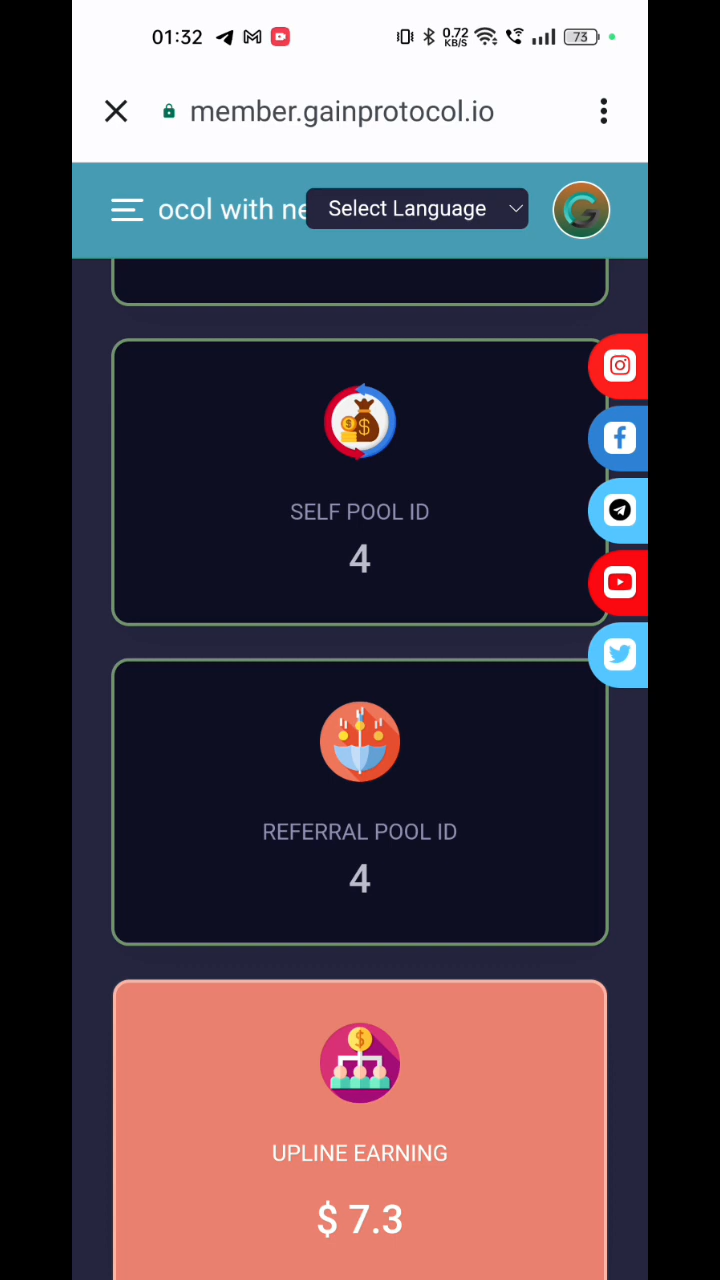 01:32
0.72
KB/S
73
member.gainprotocol.io
ocol with ne
Select Language
SELF POOL ID
4
REFERRAL POOL ID
4
UPLINE EARNING
$ 7.3